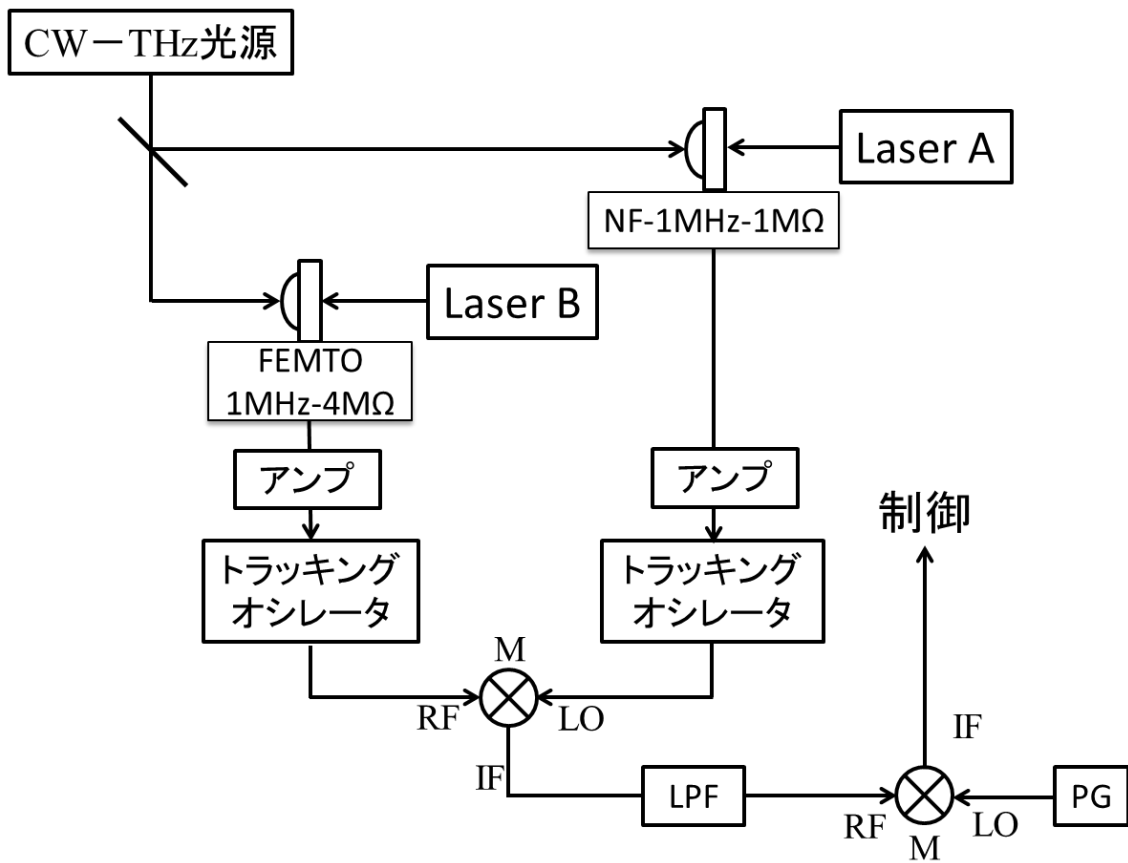 CW－THz光源
Laser A
NF-1MHz-1MΩ
Laser B
FEMTO
1MHz-4MΩ
アンプ
アンプ
制御
トラッキング
オシレータ
トラッキング
オシレータ
M
RF
LO
IF
IF
LPF
PG
RF
LO
M